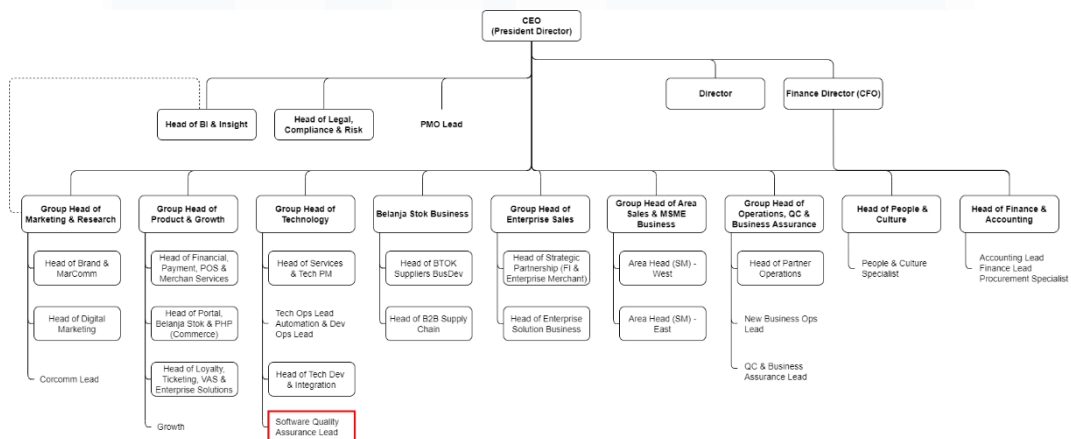 CEO
(President Director)
Director
Finance Director (CFO)
Head of BI & Insight
Head of Legal,
Compliance & Risk
PMO Lead
Group Head of
Marketing & Research
Group Head of
Product & Growth
Group Head of
Technology
Belanja Stok Business
Group Head of
Enterprise Sales
Group Head of Area
Sales & MSME
Business
Group Head of
Operations, QC &
Business Assurance
Head of People &
Culture
Head of Finance &
Accounting
Head of Brand &
MarComm
Head of Digital
Marketing
Corcomm Lead
Head of Financial,
Payment, POS &
Merchan Services
Head of Portal,
Belanja Stok & PHP
(Commerce)
Head of Loyalty,
Ticketing, VAS &
Enterprise Solutions
Growth
Head of Services
& Tech PM
Tech Ops Lead
Automation & Dev
Ops Lead
Head of Tech Dev
& Integration
Software Quality
Assurance Lead
Head of BTOK
Suppliers BusDev
Head of B2B Supply
Chain
Head of Strategic
Partnership (FI &
Enterprise Merchant)
Head of Enterprise
Solution Business
Area Head (SM) -
West
Area Head (SM) -
East
Head of Partner
Operations
New Business Ops
Lead
QC & Business
Assurance Lead
People & Culture
Specialist
Accounting Lead
Finance Lead
Procurement Specialist